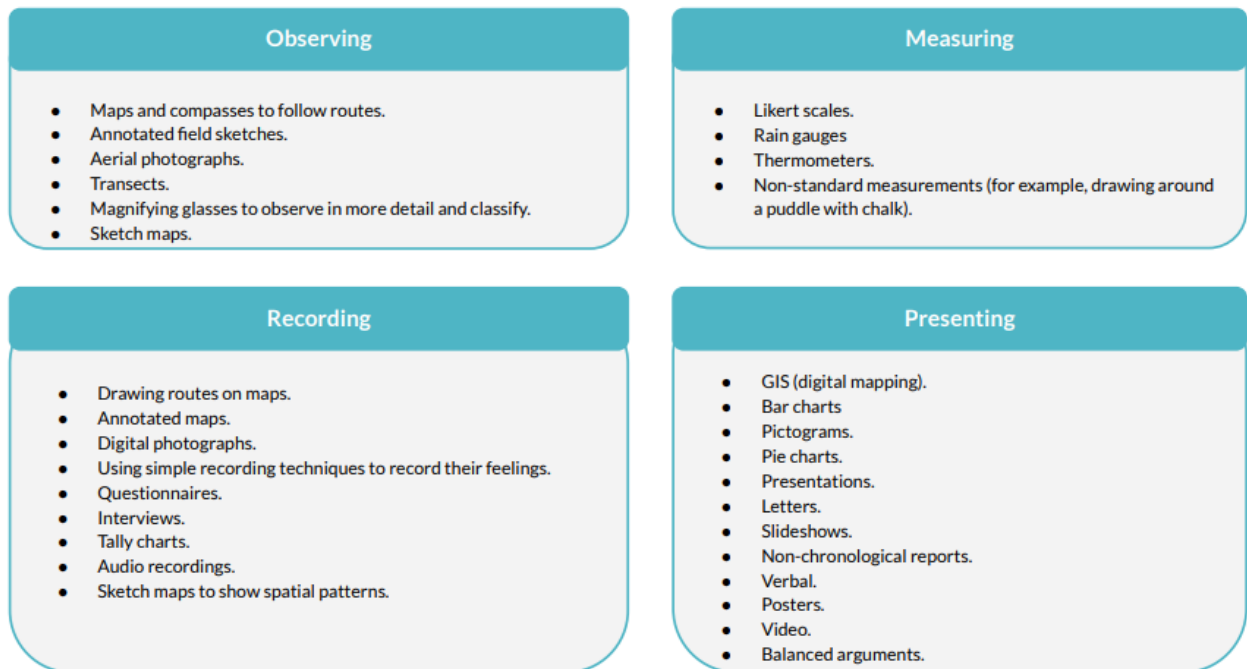 Observing
● Maps and compasses to follow routes.
● Annotated field sketches.
● Aerial photographs.
● Transects.
● Magnifying glasses to observe in more detail and classify.
● Sketch maps.
Measuring
● Likert scales.
● Rain gauges
● Thermometers.
● Non-standard measurements (for example, drawing around
a puddle with chalk).
Recording
● Drawing routes on maps.
● Annotated maps.
● Digital photographs.
● Using simple recording techniques to record their feelings.
● Questionnaires.
● Interviews.
● Tally charts.
● Audio recordings.
● Sketch maps to show spatial patterns.
Presenting
● GIS (digital mapping).
● Bar charts
● Pictograms.
● Pie charts.
● Presentations.
● Letters.
● Slideshows.
● Non-chronological reports.
● Verbal.
● Posters.
● Video.
● Balanced arguments.